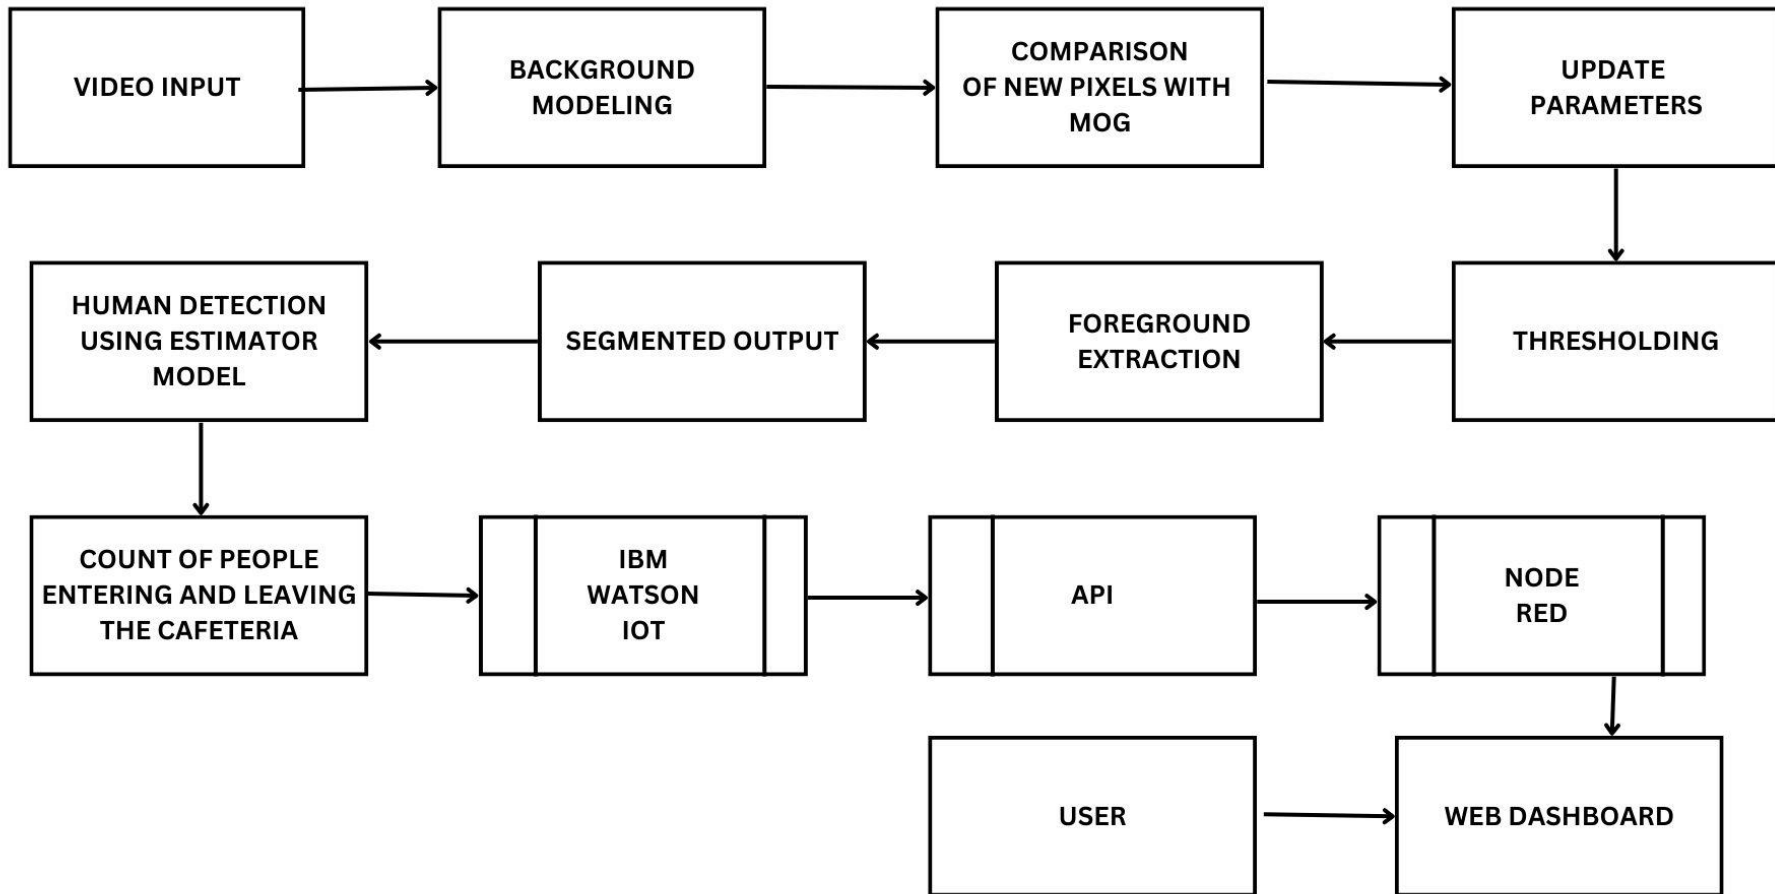 VIDEO INPUT
BACKGROUND
MODELING
COMPARISON
OF NEW PIXELS WITH
MOG
UPDATE
PARAMETERS
HUMAN DETECTION
USING ESTIMATOR
MODEL
SEGMENTED OUTPUT
FOREGROUND
EXTRACTION
THRESHOLDING
COUNT OF PEOPLE
ENTERING AND LEAVING
THE CAFETERIA
IBM
WATSON
IOT
API
NODE
RED
USER
WEB DASHBOARD